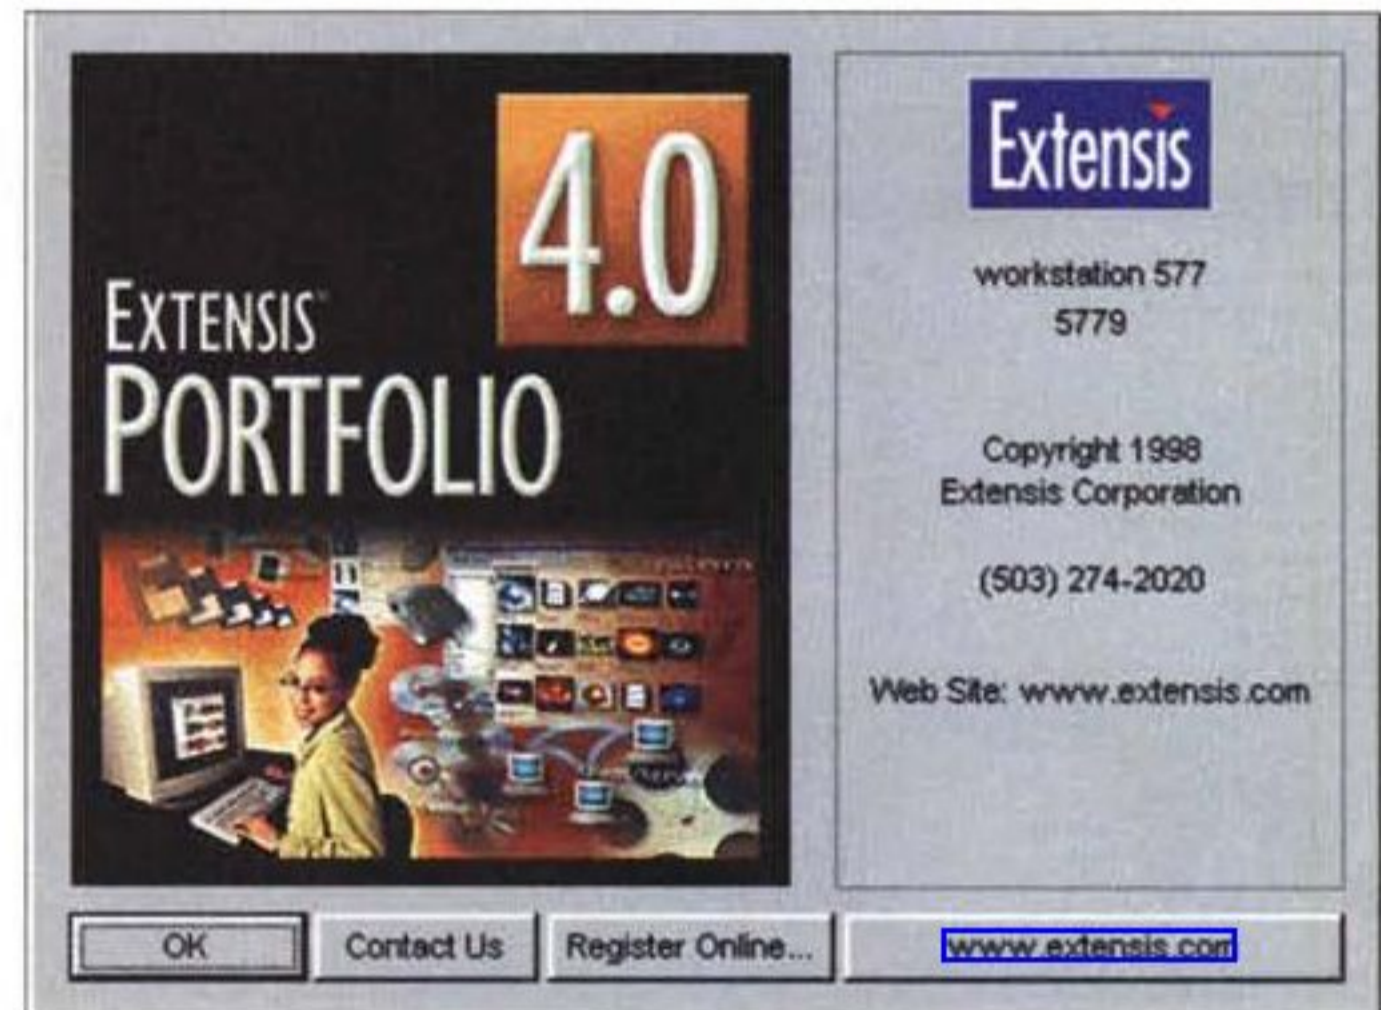 4.0
EXTENSIS™
PORTFOLIO
Extensis
workstation 577
5779
Copyright 1998
Extensis Corporation
(503) 274-2020
Web Site: www.extensis.com
OK
Contact Us
Register Online...
www.extensis.com